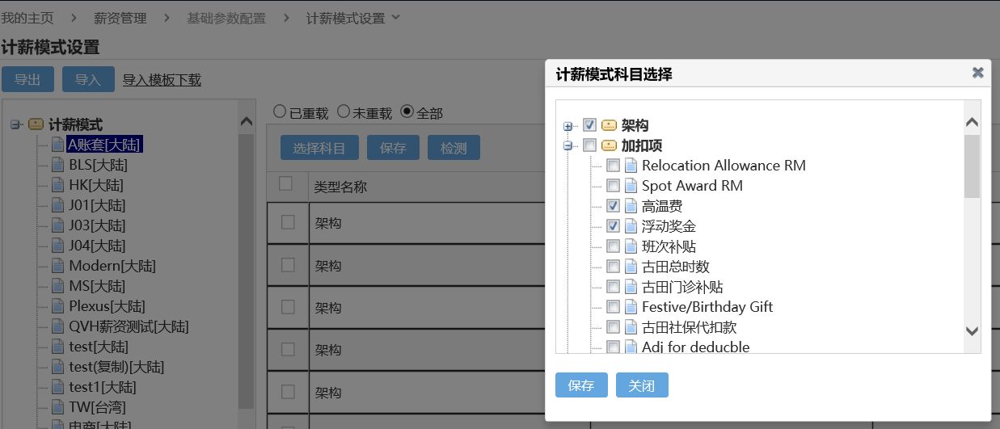 我的主页 > 薪资管理 > 基础参数配置 > 计薪模式设置
计薪模式设置
导出 导入 导入模板下载
计薪模式
A账套[大陆]
BLS[大陆]
HK[大陆]
J01[大陆]
J03[大陆]
J04[大陆]
Modern[大陆]
MS[大陆]
Plexus[大陆]
QVH薪资测试[大陆]
test[大陆]
test(复制)[大陆]
test1[大陆]
TW[台湾]
电商[大陆]
已重载 未重载 全部
选择科目 保存 检测
类型名称
架构
架构
架构
架构
架构
计薪模式科目选择
架构
加扣项
Relocation Allowance RM
Spot Award RM
高温费
浮动奖金
班次补贴
古田总时数
古田门诊补贴
Festive/Birthday Gift
古田社保代扣款
Adj for deducble
保存 关闭